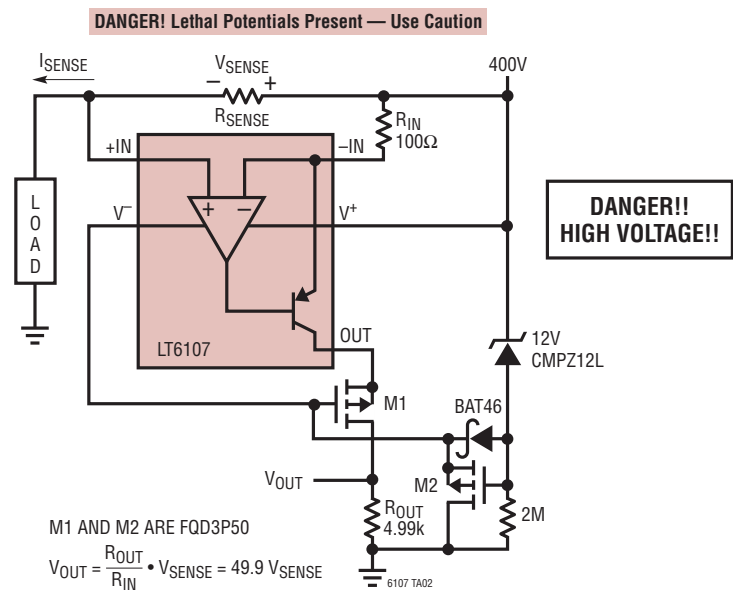 DANGER! Lethal Potentials Present — Use Caution
ISENSE
VSENSE
– +
RSENSE
400V
RIN
100Ω
+IN
–IN
+ –
V–
V+
LOAD
DANGER!!
HIGH VOLTAGE!!
LT6107
OUT
12V
CMPZ12L
M1
BAT46
VOUT
M2
ROUT
4.99k
2M
M1 AND M2 ARE FQD3P50
VOUT = ROUT / RIN • VSENSE = 49.9 VSENSE
6107 TA02